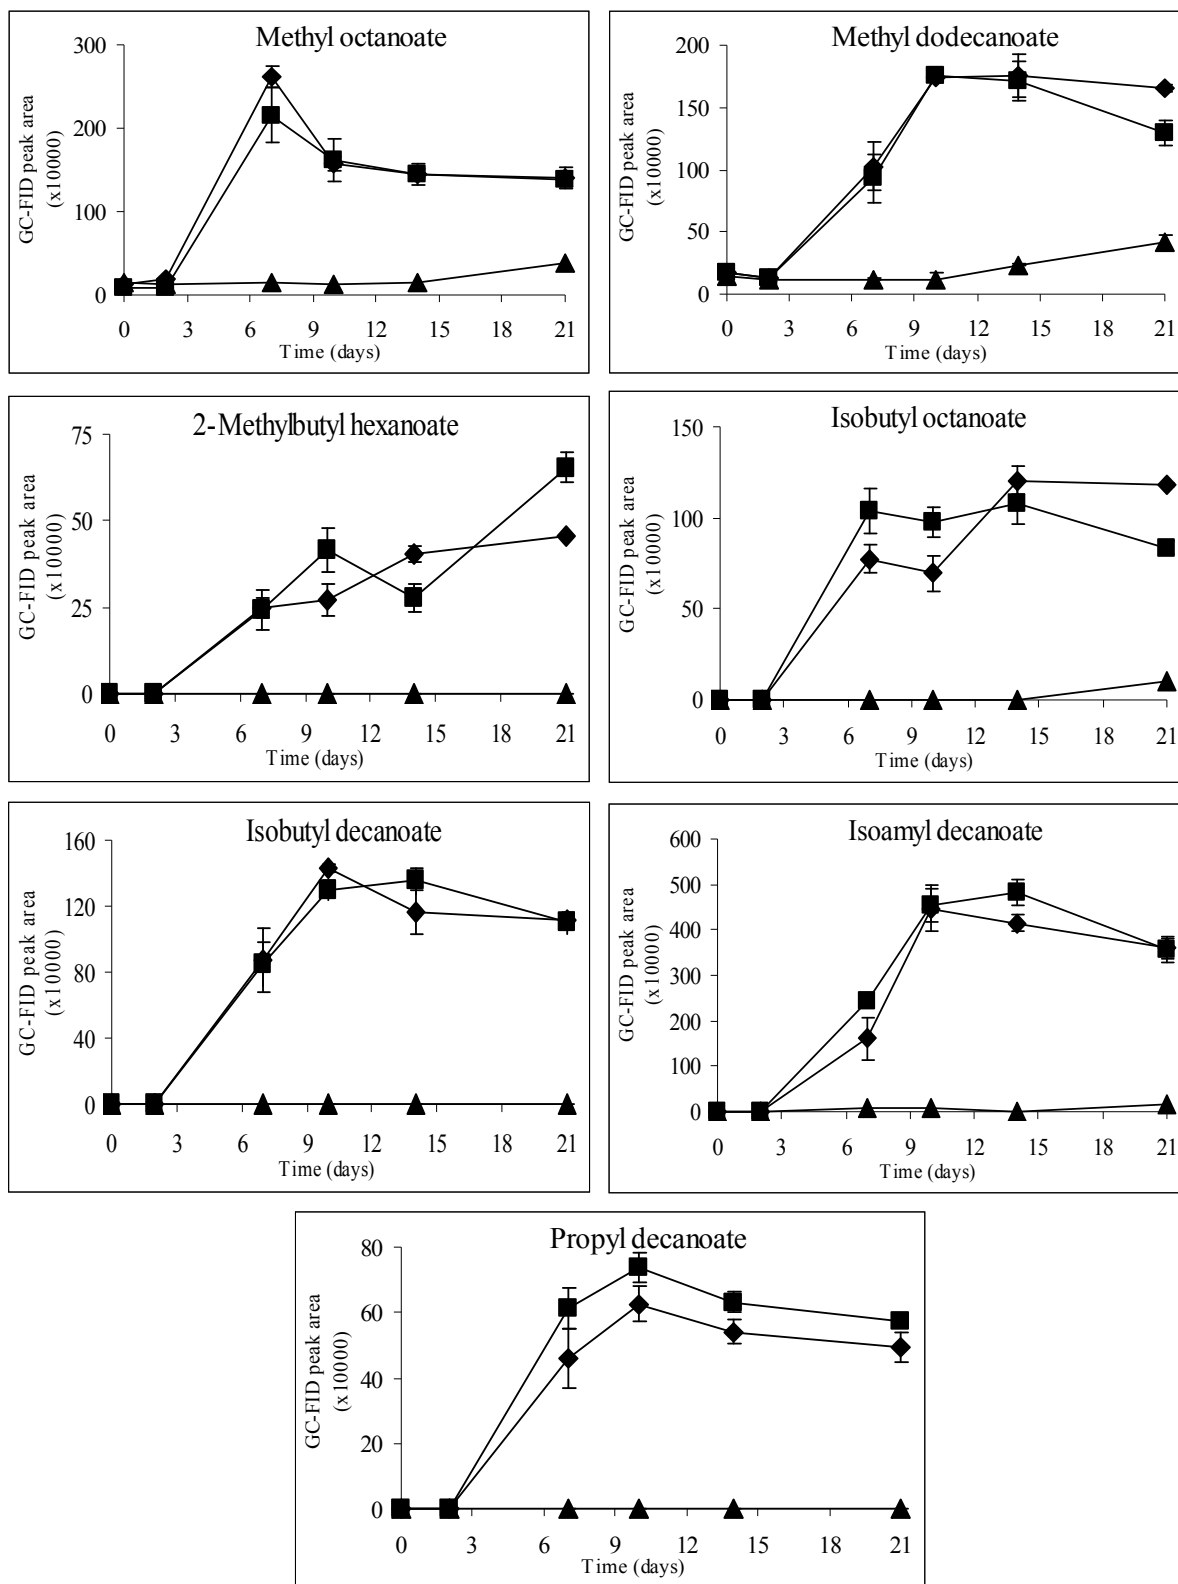 Methyl octanoate
GC-FID peak area
(x10000)
300
200
100
0
0 3 6 9 12 15 18 21
Time (days)
Methyl dodecanoate
GC-FID peak area
(x10000)
200
150
100
50
0
0 3 6 9 12 15 18 21
Time (days)
2-Methylbutyl hexanoate
GC-FID peak area
(x10000)
75
50
25
0
0 3 6 9 12 15 18 21
Time (days)
Isobutyl octanoate
GC-FID peak area
(x10000)
150
100
50
0
0 3 6 9 12 15 18 21
Time (days)
Isobutyl decanoate
GC-FID peak area
(x10000)
160
120
80
40
0
0 3 6 9 12 15 18 21
Time (days)
Isoamyl decanoate
GC-FID peak area
(x10000)
600
500
400
300
200
100
0
0 3 6 9 12 15 18 21
Time (days)
Propyl decanoate
GC-FID peak area
(x10000)
80
60
40
20
0
0 3 6 9 12 15 18 21
Time (days)